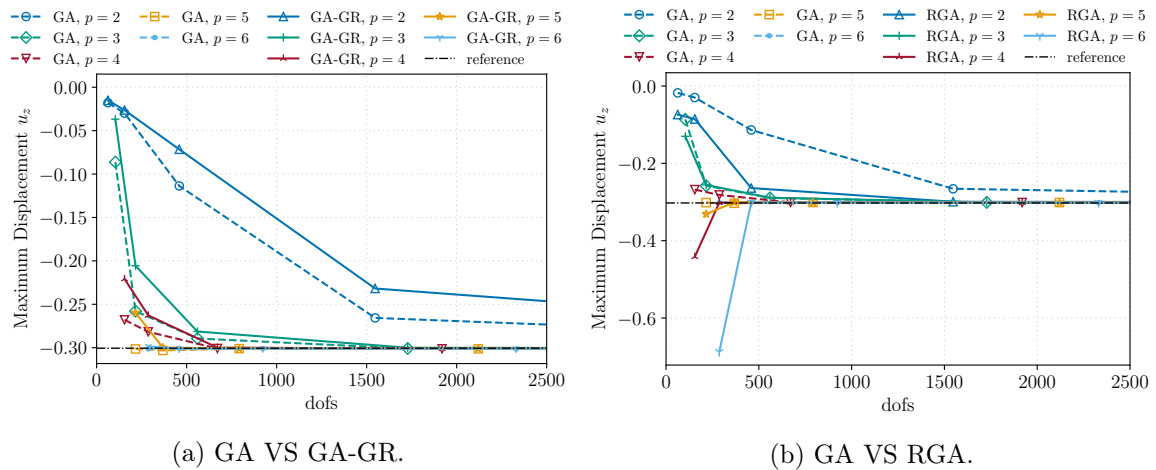 GA, p = 2
GA, p = 3
GA, p = 4
GA, p = 5
GA, p = 6
GA-GR, p = 2
GA-GR, p = 3
GA-GR, p = 4
GA-GR, p = 5
GA-GR, p = 6
reference
Maximum Displacement u_z
0.00
−0.05
−0.10
−0.15
−0.20
−0.25
−0.30
0
500
1000
1500
2000
2500
dofs
(a) GA VS GA-GR.
GA, p = 2
GA, p = 3
GA, p = 4
GA, p = 5
GA, p = 6
RGA, p = 2
RGA, p = 3
RGA, p = 4
RGA, p = 5
RGA, p = 6
reference
Maximum Displacement u_z
0.0
−0.2
−0.4
−0.6
0
500
1000
1500
2000
2500
dofs
(b) GA VS RGA.